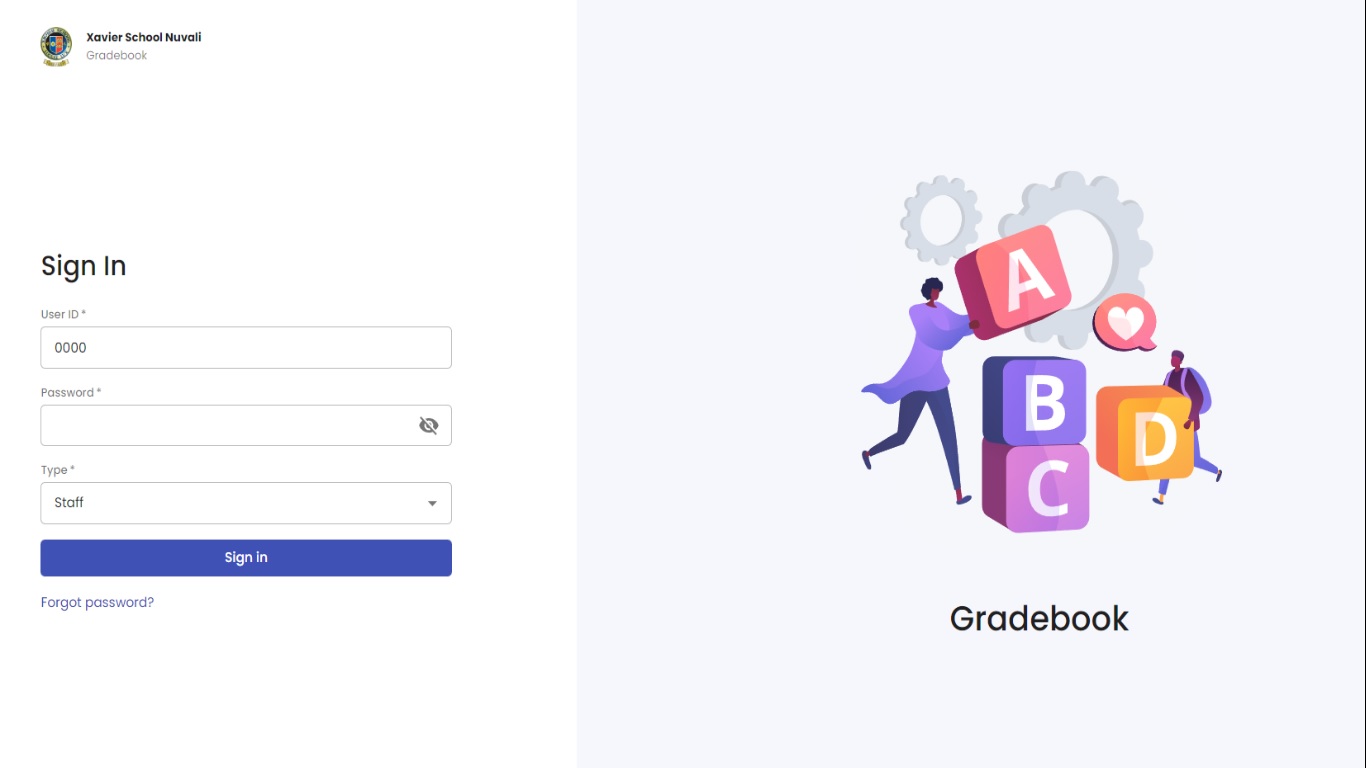 Xavier School Nuvali
Gradebook
Sign In
User ID *
0000
Password *
Type *
Staff
Sign in
Forgot password?
A
B
C
D
Gradebook